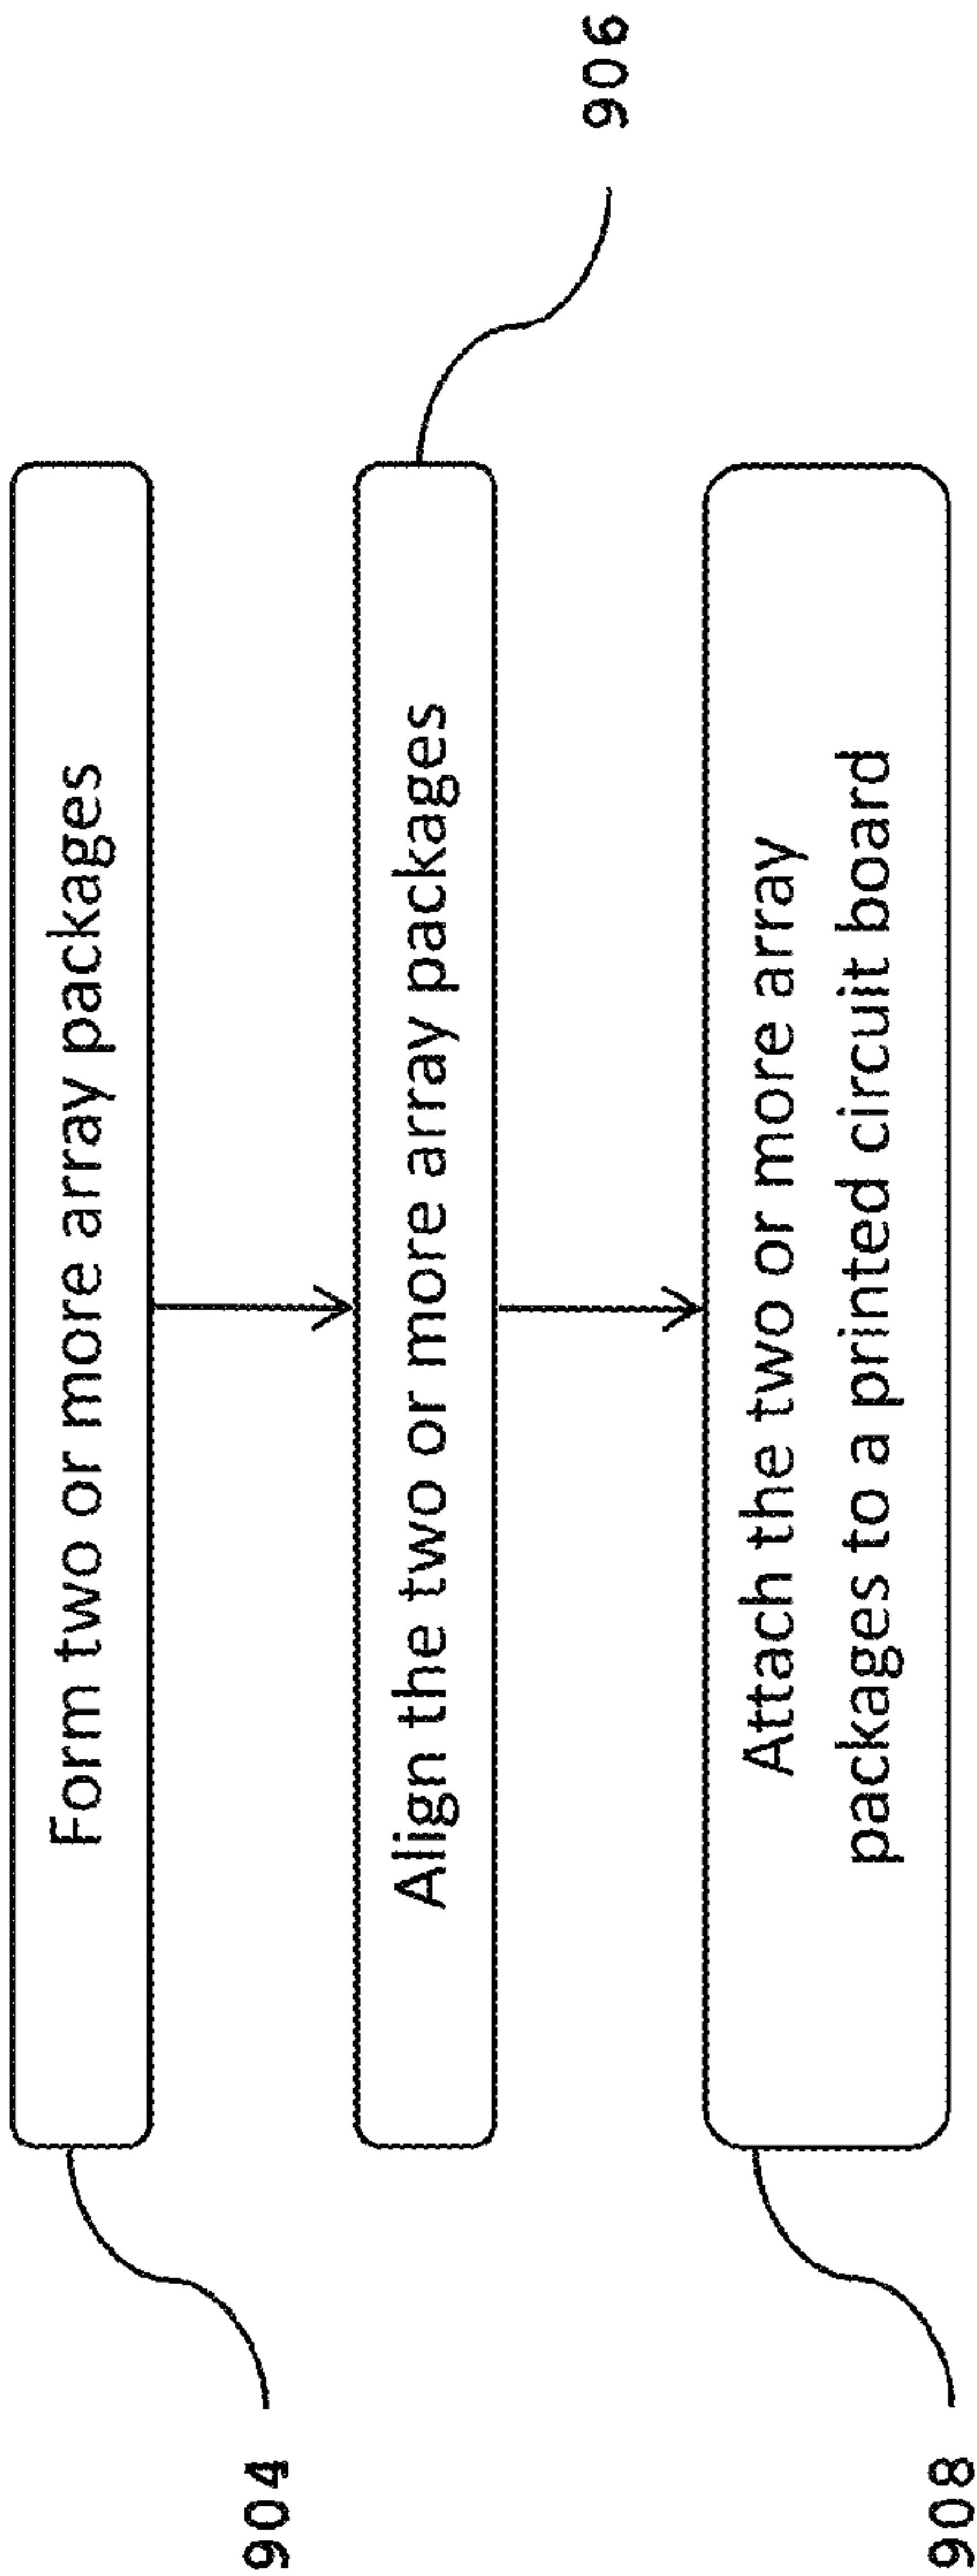 Form two or more array packages
904
Align the two or more array packages
906
Attach the two or more array
packages to a printed circuit board
908